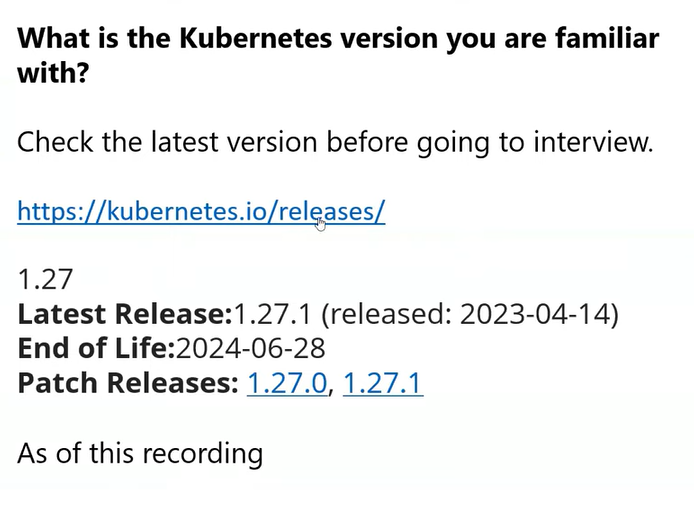 What is the Kubernetes version you are familiar
with?
Check the latest version before going to interview.
https://kubernetes.io/releases/
1.27
Latest Release:1.27.1 (released: 2023-04-14)
End of Life:2024-06-28
Patch Releases: 1.27.0, 1.27.1
As of this recording